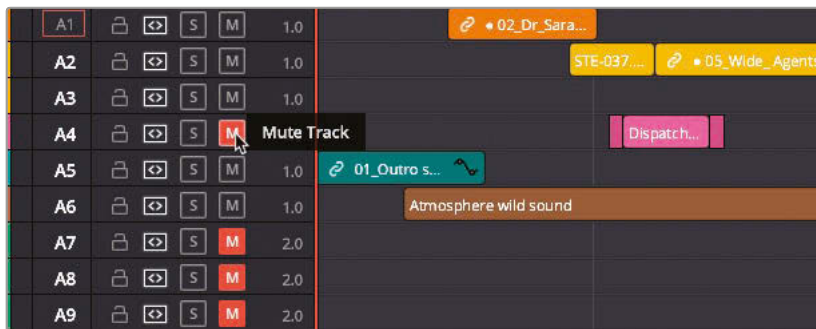 A1 S M 1.0 • 02_Dr_Sara...
A2 S M 1.0 STE-037.... • 05_Wide_Agents
A3 S M 1.0
A4 S M Mute Track Dispatch...
A5 S M 1.0 01_Outro s...
A6 S M 1.0 Atmosphere wild sound
A7 S M 2.0
A8 S M 2.0
A9 S M 2.0